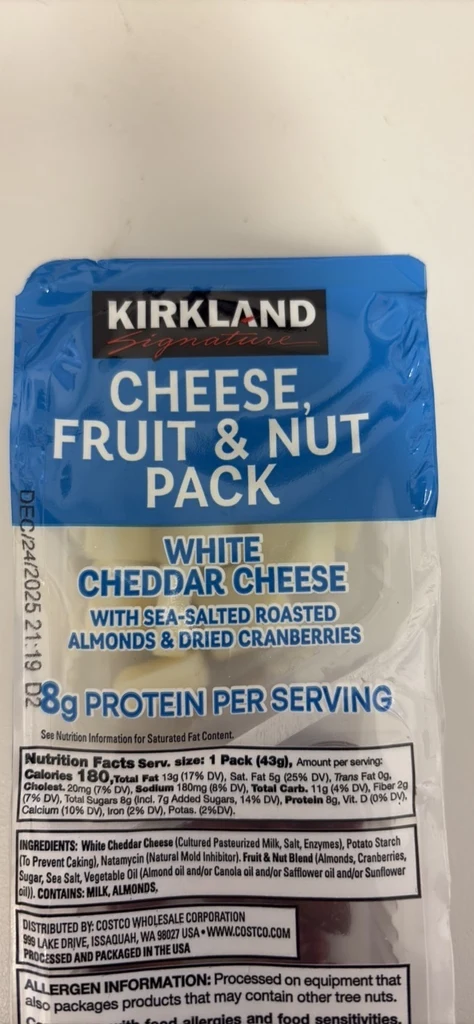 KIRKLAND
Signature
CHEESE,
FRUIT & NUT
PACK
WHITE
CHEDDAR CHEESE
WITH SEA-SALTED ROASTED
ALMONDS & DRIED CRANBERRIES
DEC/24/2025 21:19 D2
8g PROTEIN PER SERVING
See Nutrition Information for Saturated Fat Content.
Nutrition Facts Serv. size: 1 Pack (43g), Amount per serving:
Calories 180, Total Fat 13g (17% DV), Sat. Fat 5g (25% DV), Trans Fat 0g,
Cholest. 20mg (7% DV), Sodium 180mg (8% DV), Total Carb. 11g (4% DV), Fiber 2g
(7% DV), Total Sugars 8g (Incl. 7g Added Sugars, 14% DV), Protein 8g, Vit. D (0% DV),
Calcium (10% DV), Iron (2% DV), Potas. (2%DV).
INGREDIENTS: White Cheddar Cheese (Cultured Pasteurized Milk, Salt, Enzymes), Potato Starch
(To Prevent Caking), Natamycin (Natural Mold Inhibitor). Fruit & Nut Blend (Almonds, Cranberries,
Sugar, Sea Salt, Vegetable Oil (Almond oil and/or Canola oil and/or Safflower oil and/or Sunflower
oil)). CONTAINS: MILK, ALMONDS,
DISTRIBUTED BY: COSTCO WHOLESALE CORPORATION
999 LAKE DRIVE, ISSAQUAH, WA 98027 USA • WWW.COSTCO.COM
PROCESSED AND PACKAGED IN THE USA
ALLERGEN INFORMATION: Processed on equipment that
also packages products that may contain other tree nuts.
with food allergies and food sensitivities,